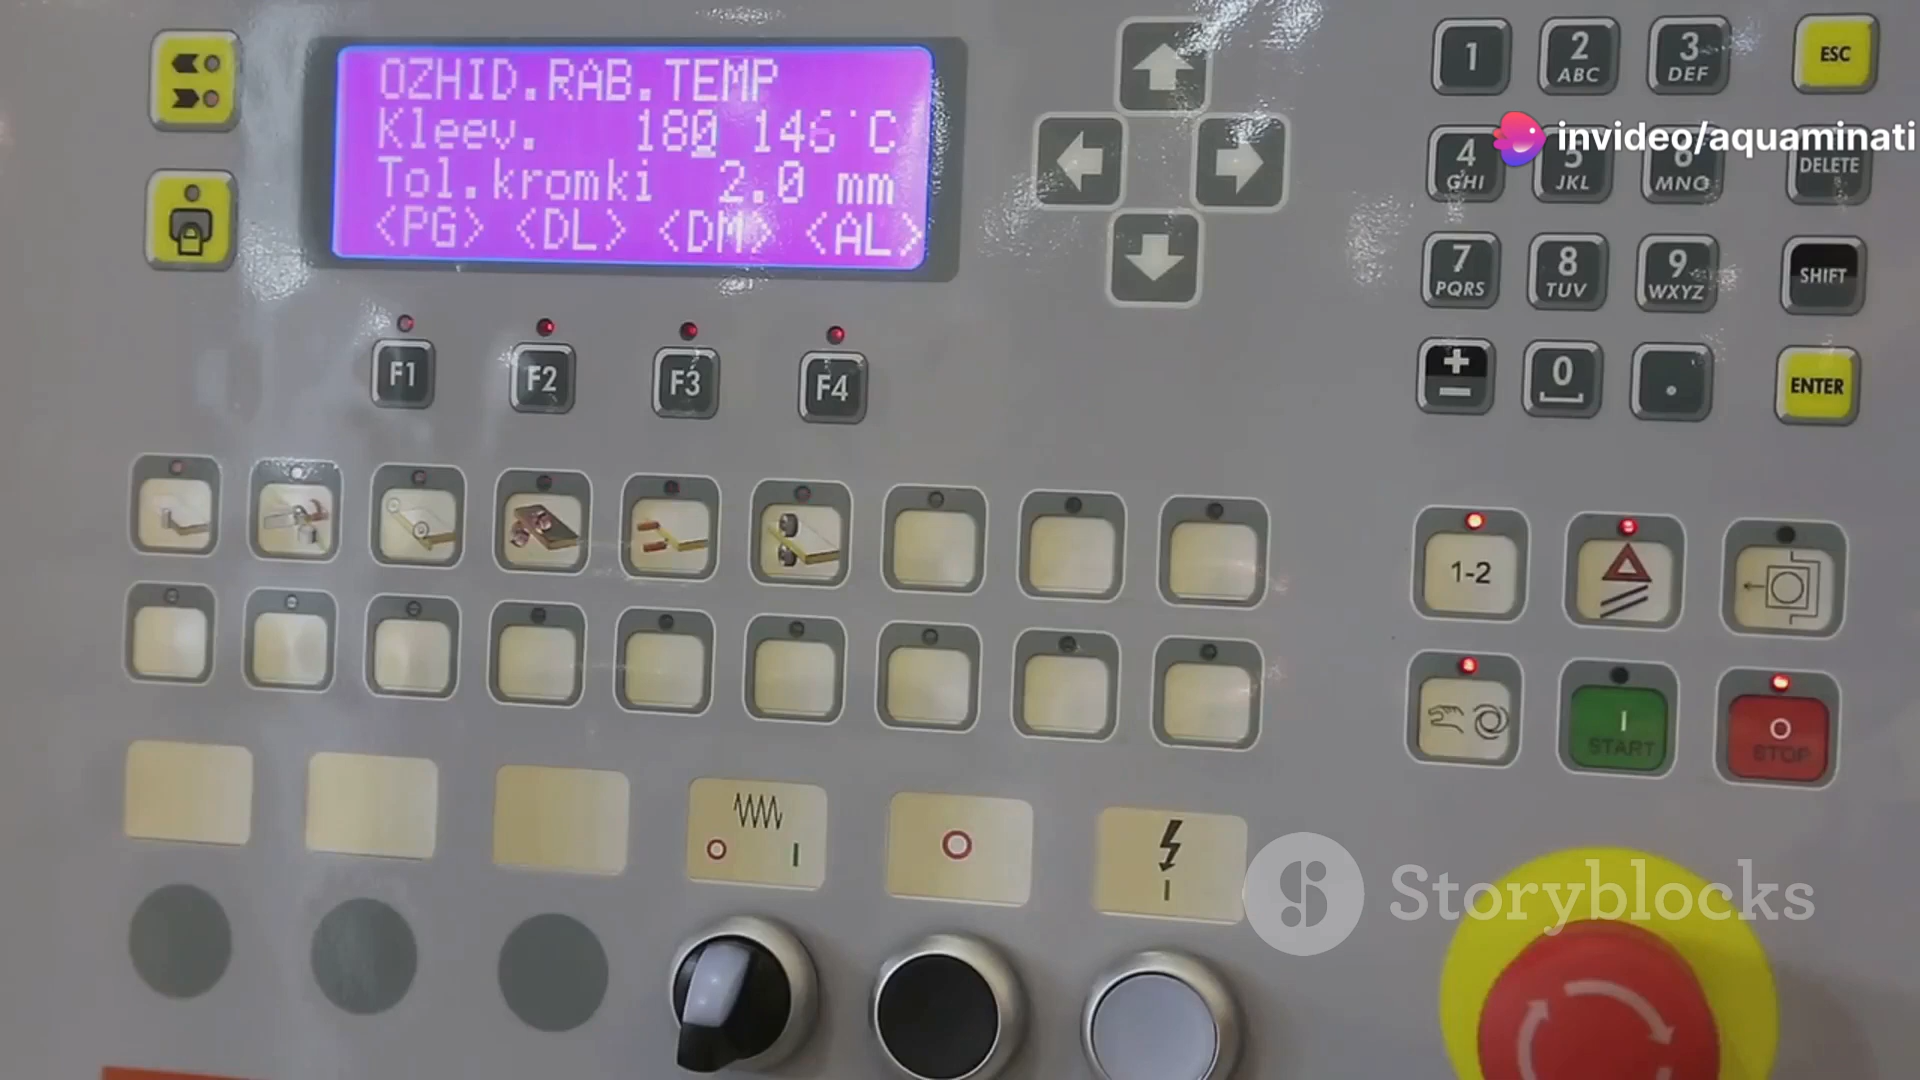 OZHID.RAB.TEMP
Kleev. 180 146°C
Tol.kromki 2.0 mm
<PG> <DL> <DM> <AL>
F1 F2 F3 F4
1 2 ABC 3 DEF ESC
invideo/aquaminati
4 GHI 5 JKL 6 MNO DELETE
7 PQRS 8 TUV 9 WXYZ SHIFT
+ - 0 . ENTER
1-2
I START O STOP
O I
O
I
Storyblocks